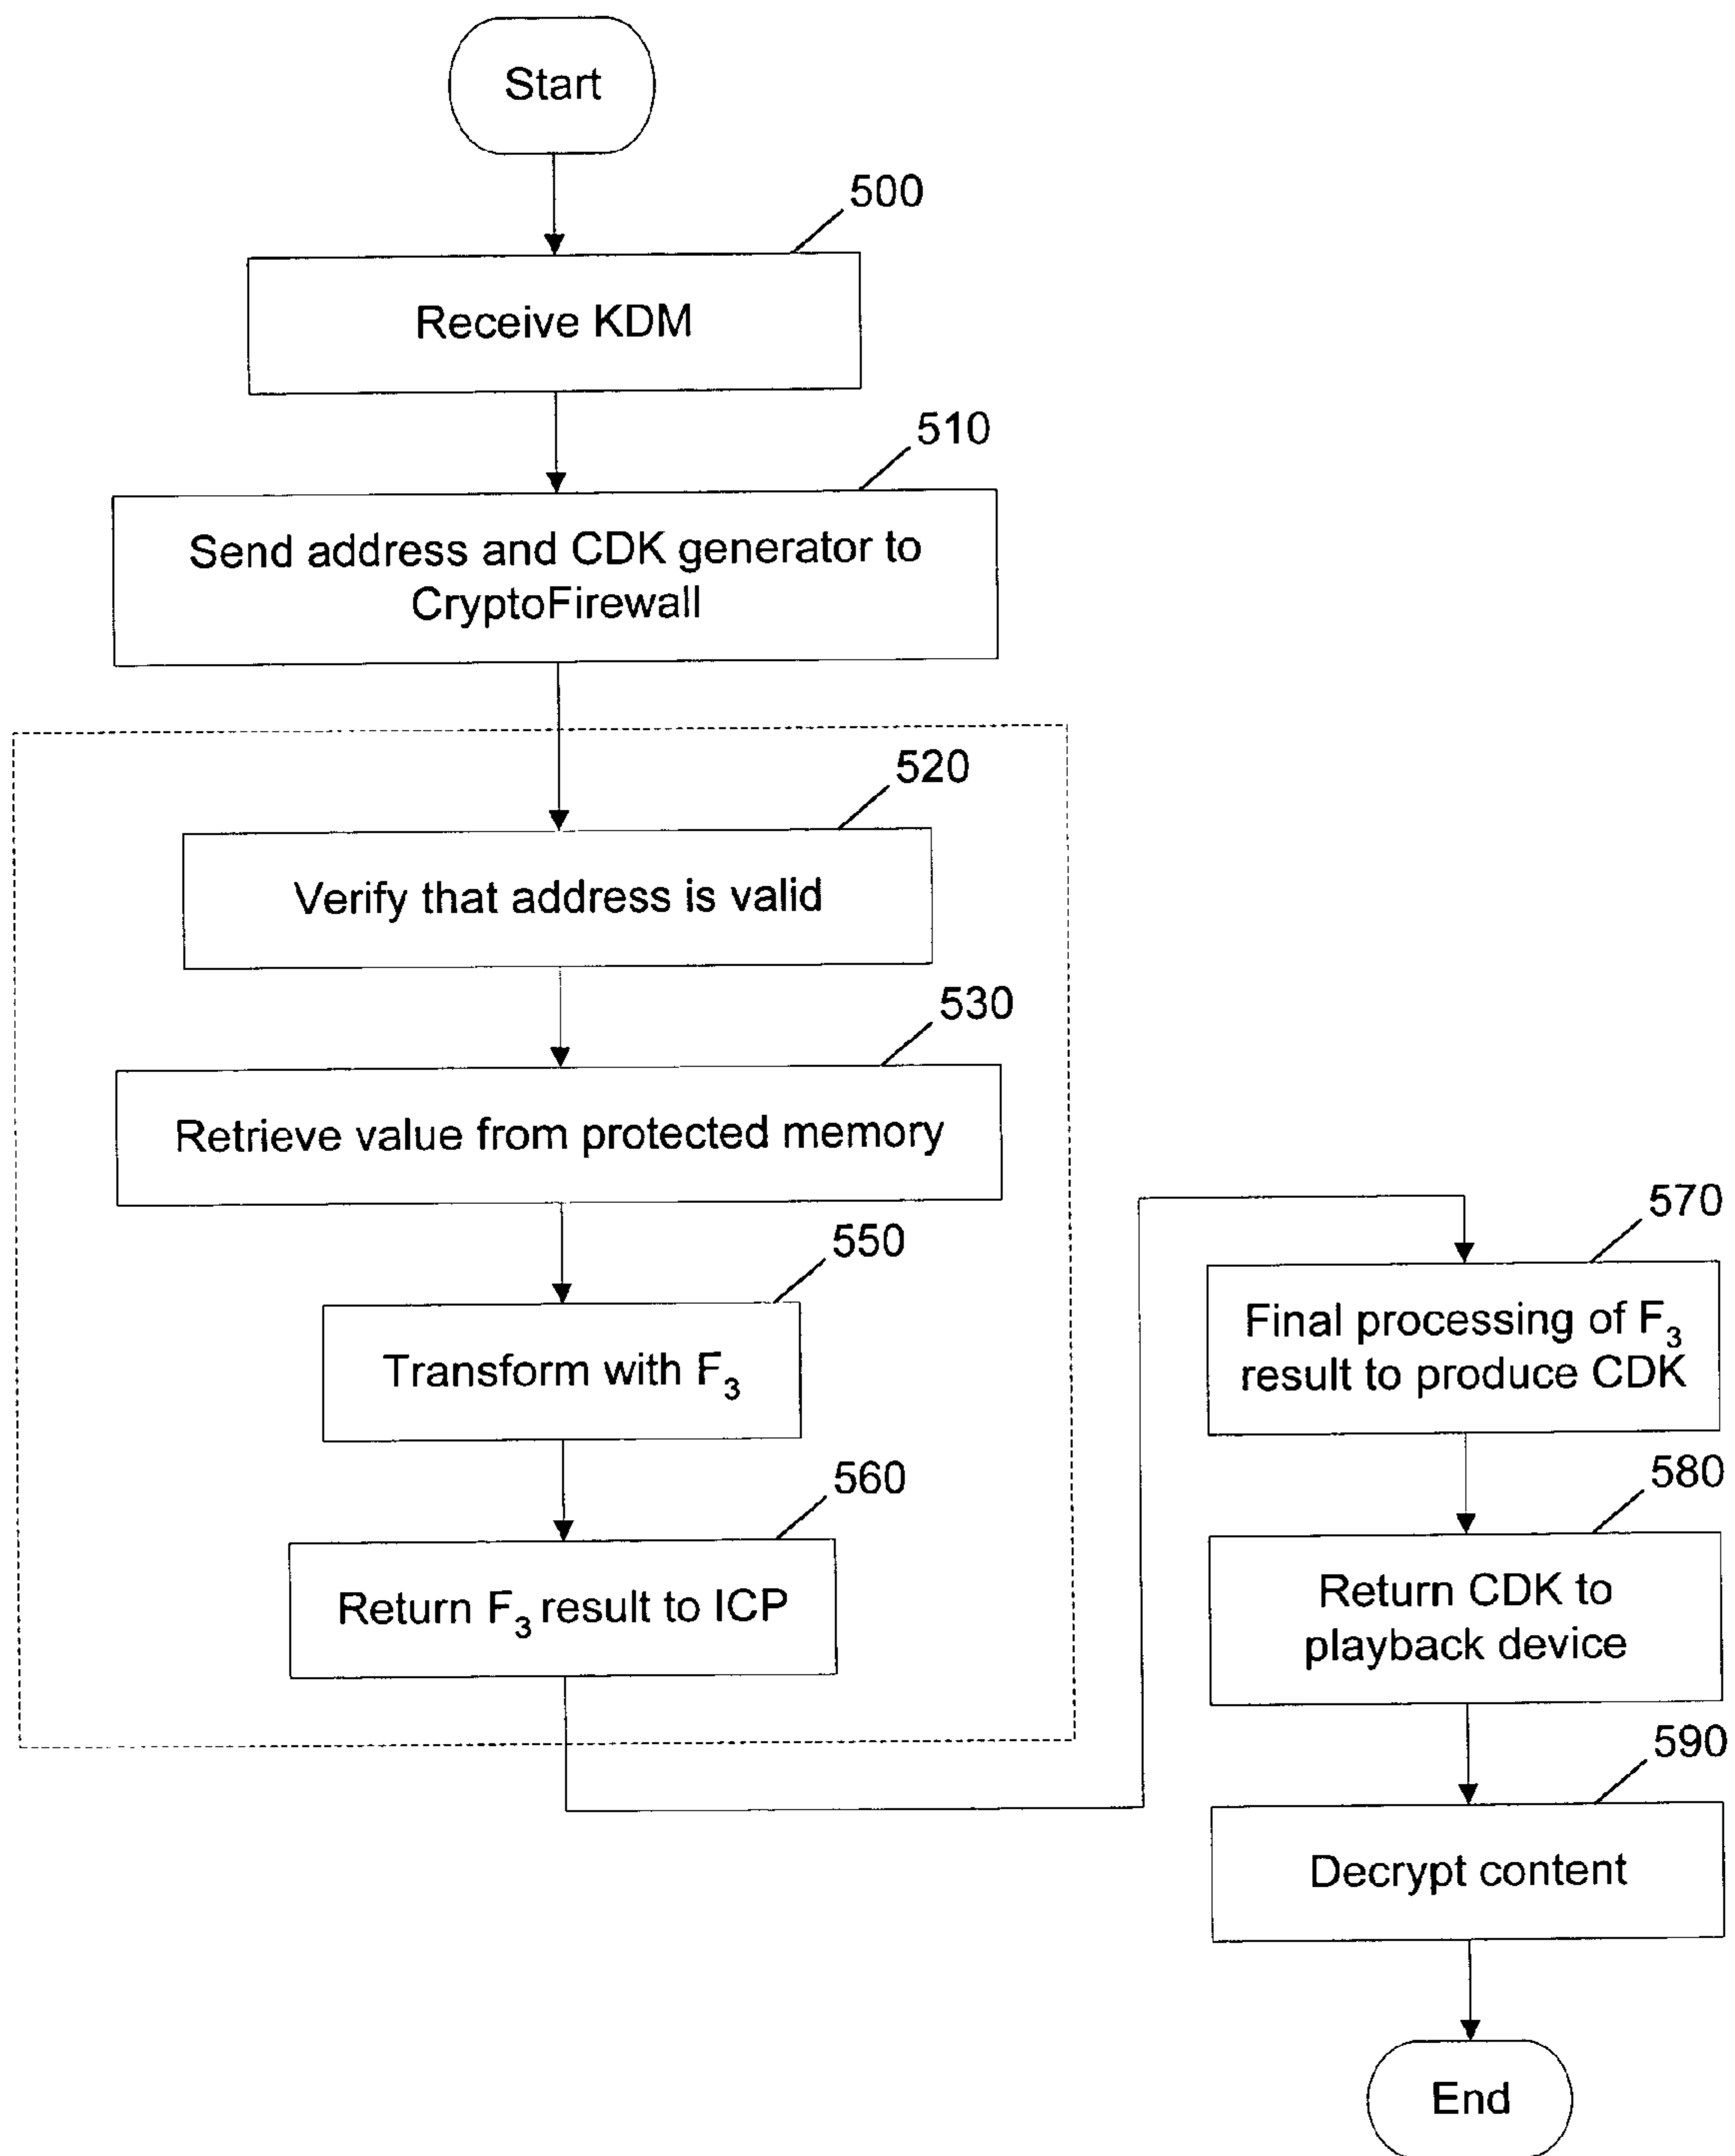 Start
500
Receive KDM
510
Send address and CDK generator to
CryptoFirewall
520
Verify that address is valid
530
Retrieve value from protected memory
550
Transform with F₃
560
Return F₃ result to ICP
570
Final processing of F₃
result to produce CDK
580
Return CDK to
playback device
590
Decrypt content
End